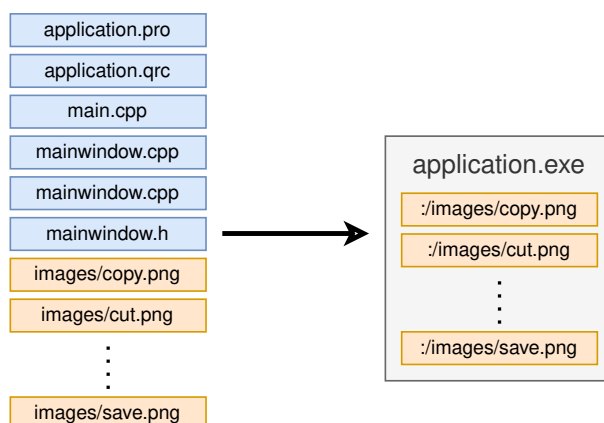 application.pro
application.qrc
main.cpp
mainwindow.cpp
mainwindow.cpp
mainwindow.h
images/copy.png
images/cut.png
images/save.png
application.exe
:/images/copy.png
:/images/cut.png
:/images/save.png